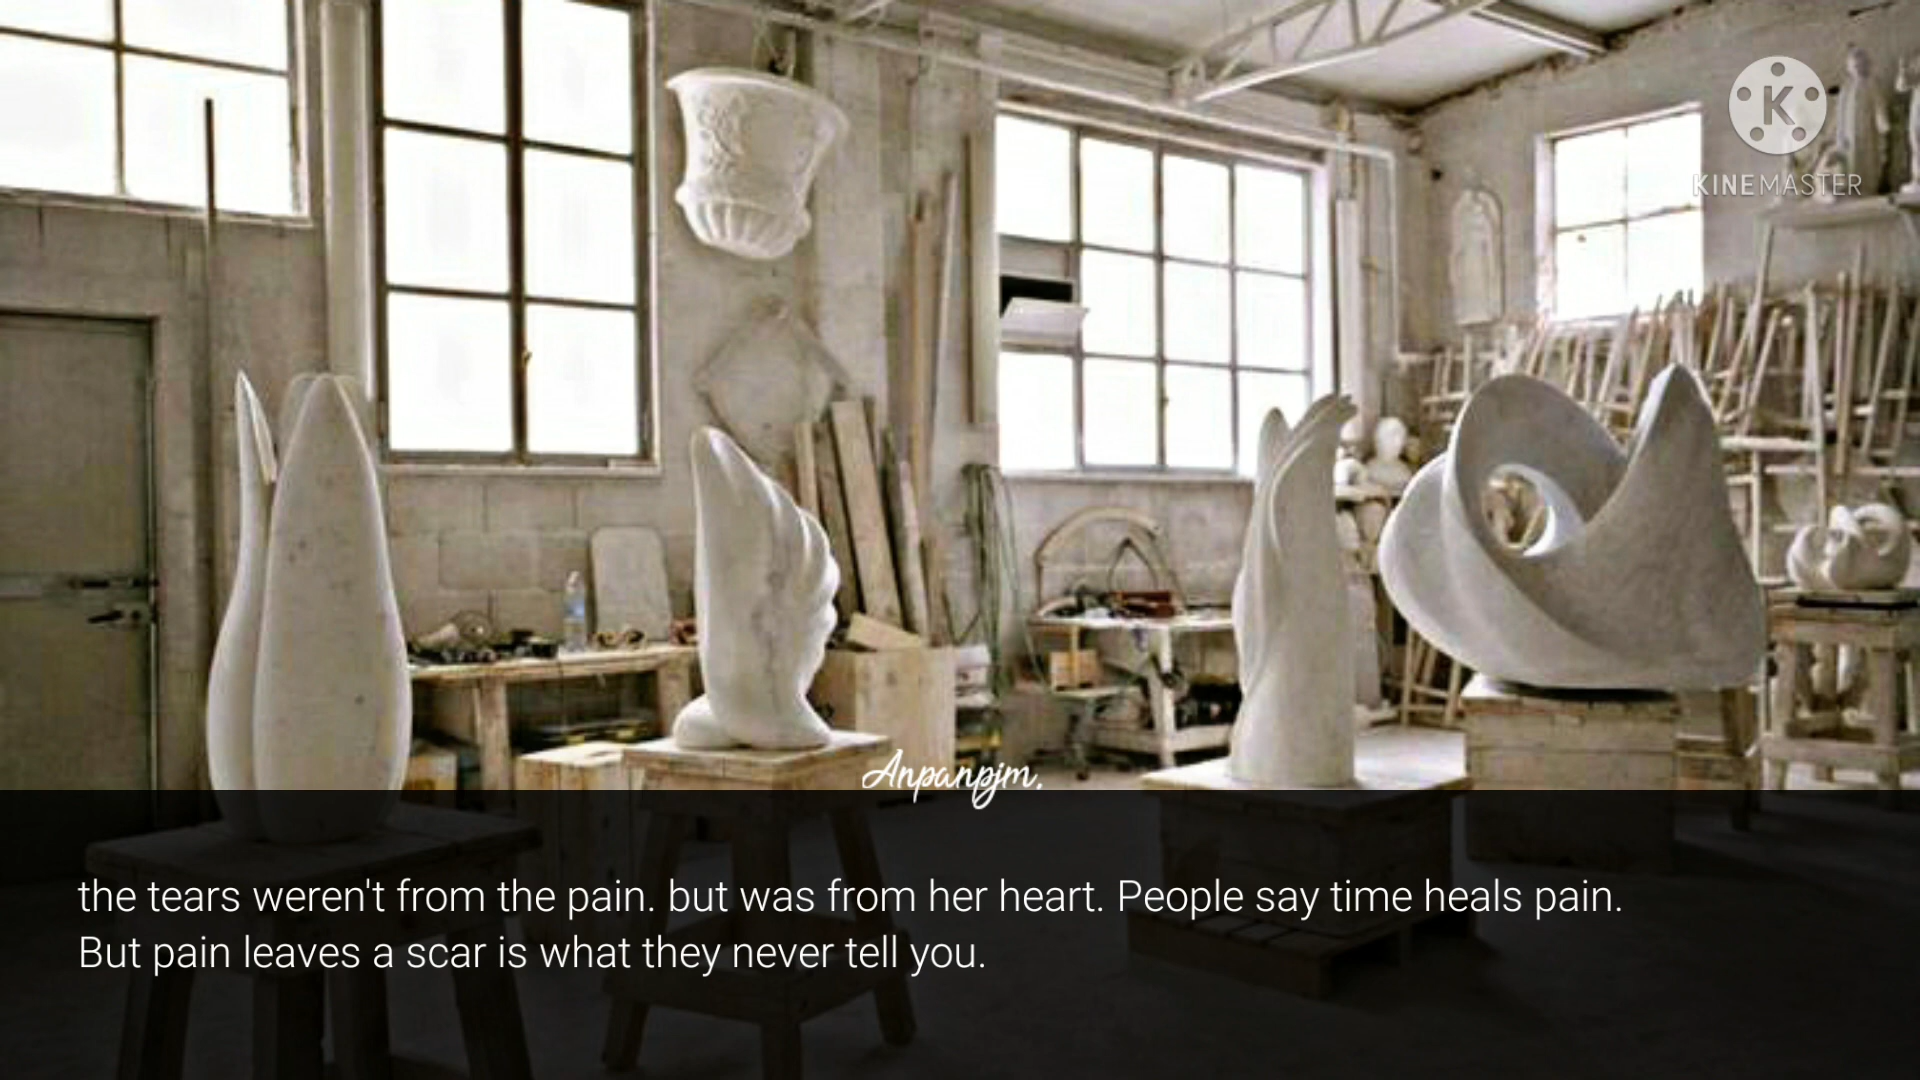 K
KINEMASTER
Anpanpjm.
the tears weren't from the pain. but was from her heart. People say time heals pain.
But pain leaves a scar is what they never tell you.